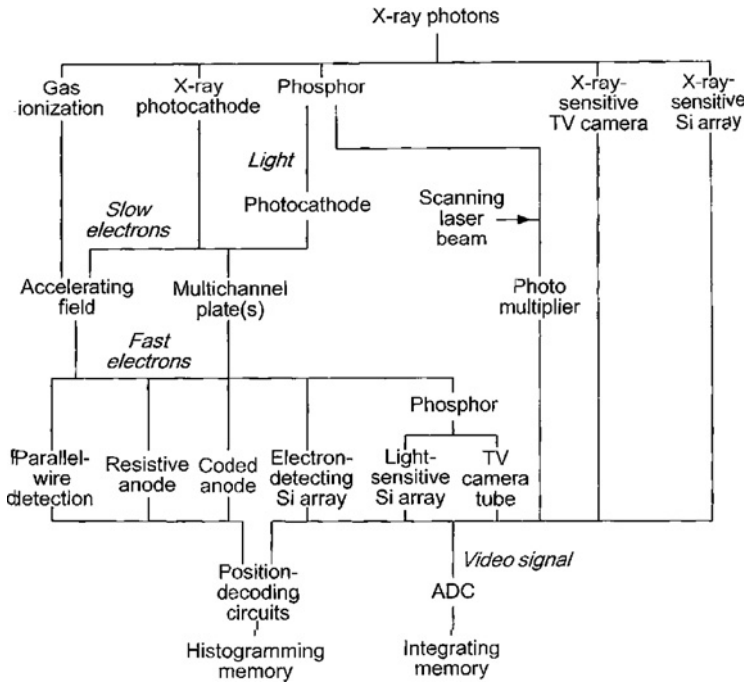 X-ray photons
Gas
ionization
X-ray
photocathode
Phosphor
X-ray-
sensitive
TV camera
X-ray-
sensitive
Si array
Light
Slow
electrons
Photocathode
Scanning
laser
beam
Accelerating
field
Multichannel
plate(s)
Photo
multiplier
Fast
electrons
Phosphor
Parallel-
wire
detection
Resistive
anode
Coded
anode
Electron-
detecting
Si array
Light-
sensitive
Si array
TV
camera
tube
Position-
decoding
circuits
Video signal
ADC
Histogramming
memory
Integrating
memory